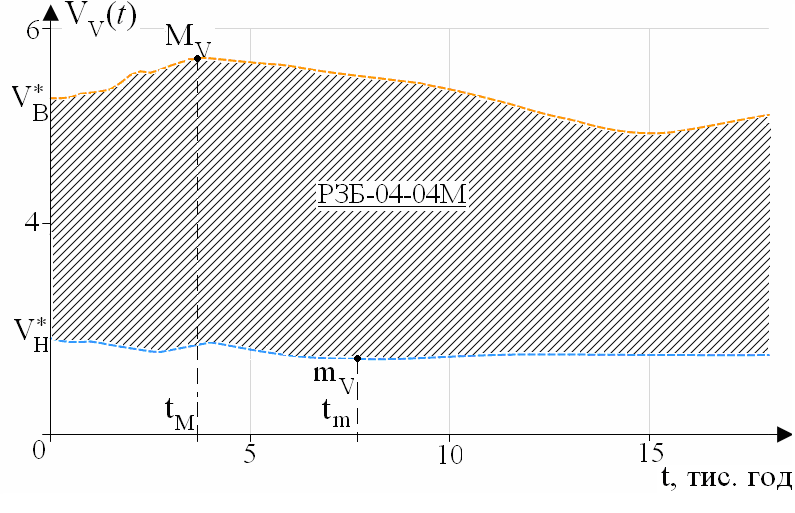 V_V(t)
6
M_V
V*_B
РЗБ-04-04М
4
V*_H
m_V
t_M
t_m
0
5
10
15
t, тис. год